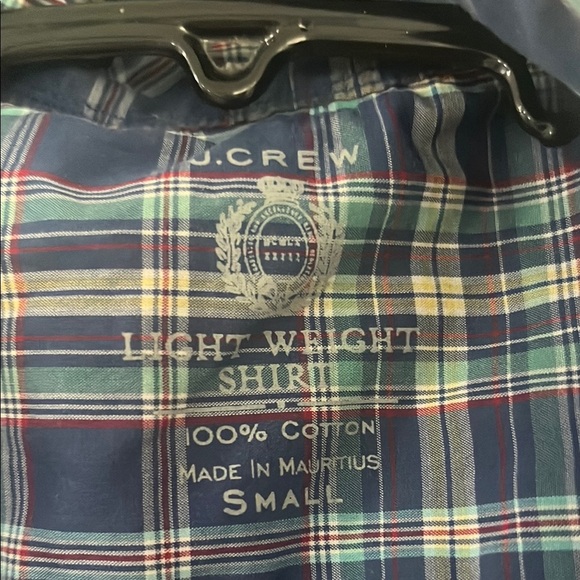 J.CREW
LIGHT WEIGHT
SHIRT
100% COTTON
MADE IN MAURITIUS
SMALL